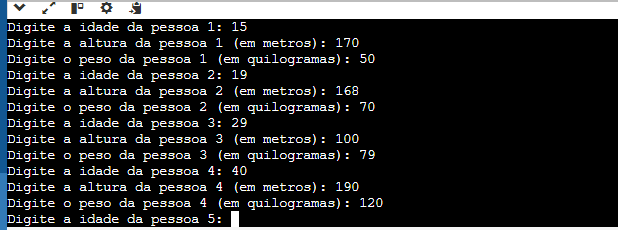 Digite a idade da pessoa 1: 15
Digite a altura da pessoa 1 (em metros): 170
Digite o peso da pessoa 1 (em quilogramas): 50
Digite a idade da pessoa 2: 19
Digite a altura da pessoa 2 (em metros): 168
Digite o peso da pessoa 2 (em quilogramas): 70
Digite a idade da pessoa 3: 29
Digite a altura da pessoa 3 (em metros): 100
Digite o peso da pessoa 3 (em quilogramas): 79
Digite a idade da pessoa 4: 40
Digite a altura da pessoa 4 (em metros): 190
Digite o peso da pessoa 4 (em quilogramas): 120
Digite a idade da pessoa 5: